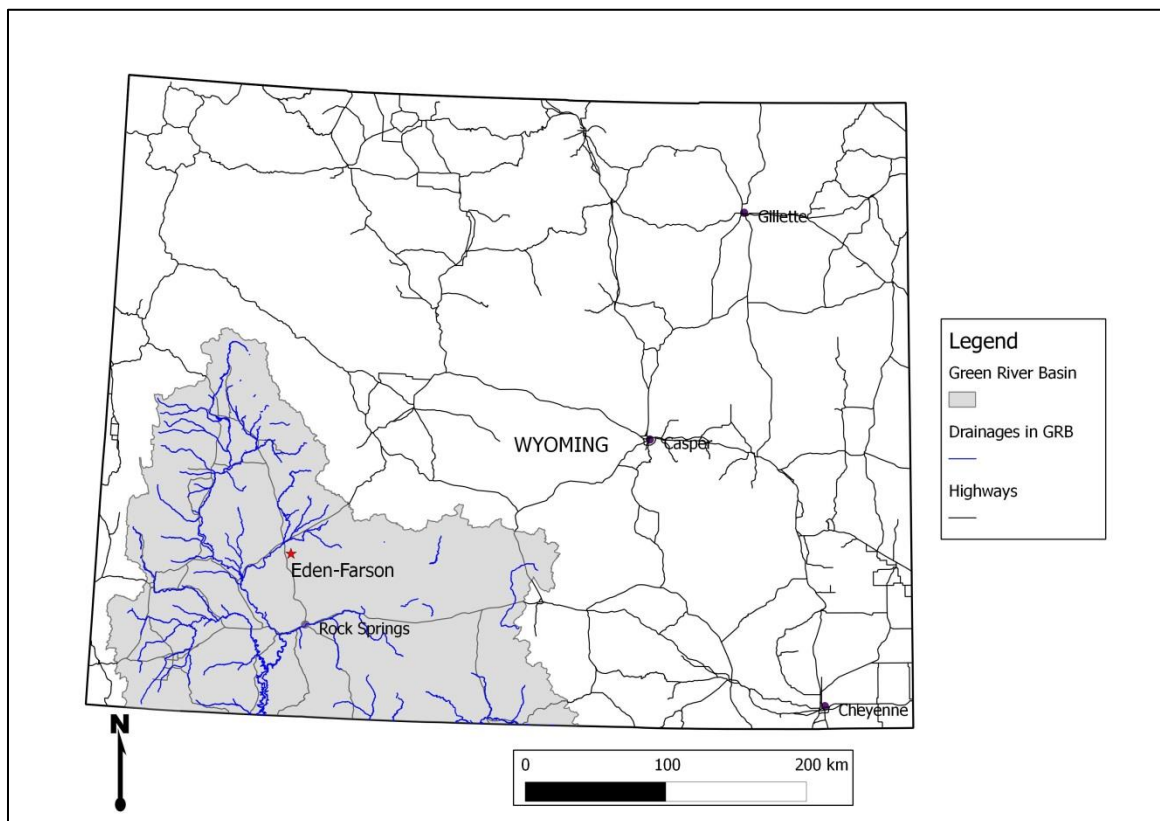 Gillette
WYOMING
Casper
Eden-Farson
Rock Springs
Cheyenne
N
Legend
Green River Basin
Drainages in GRB
Highways
0 100 200 km